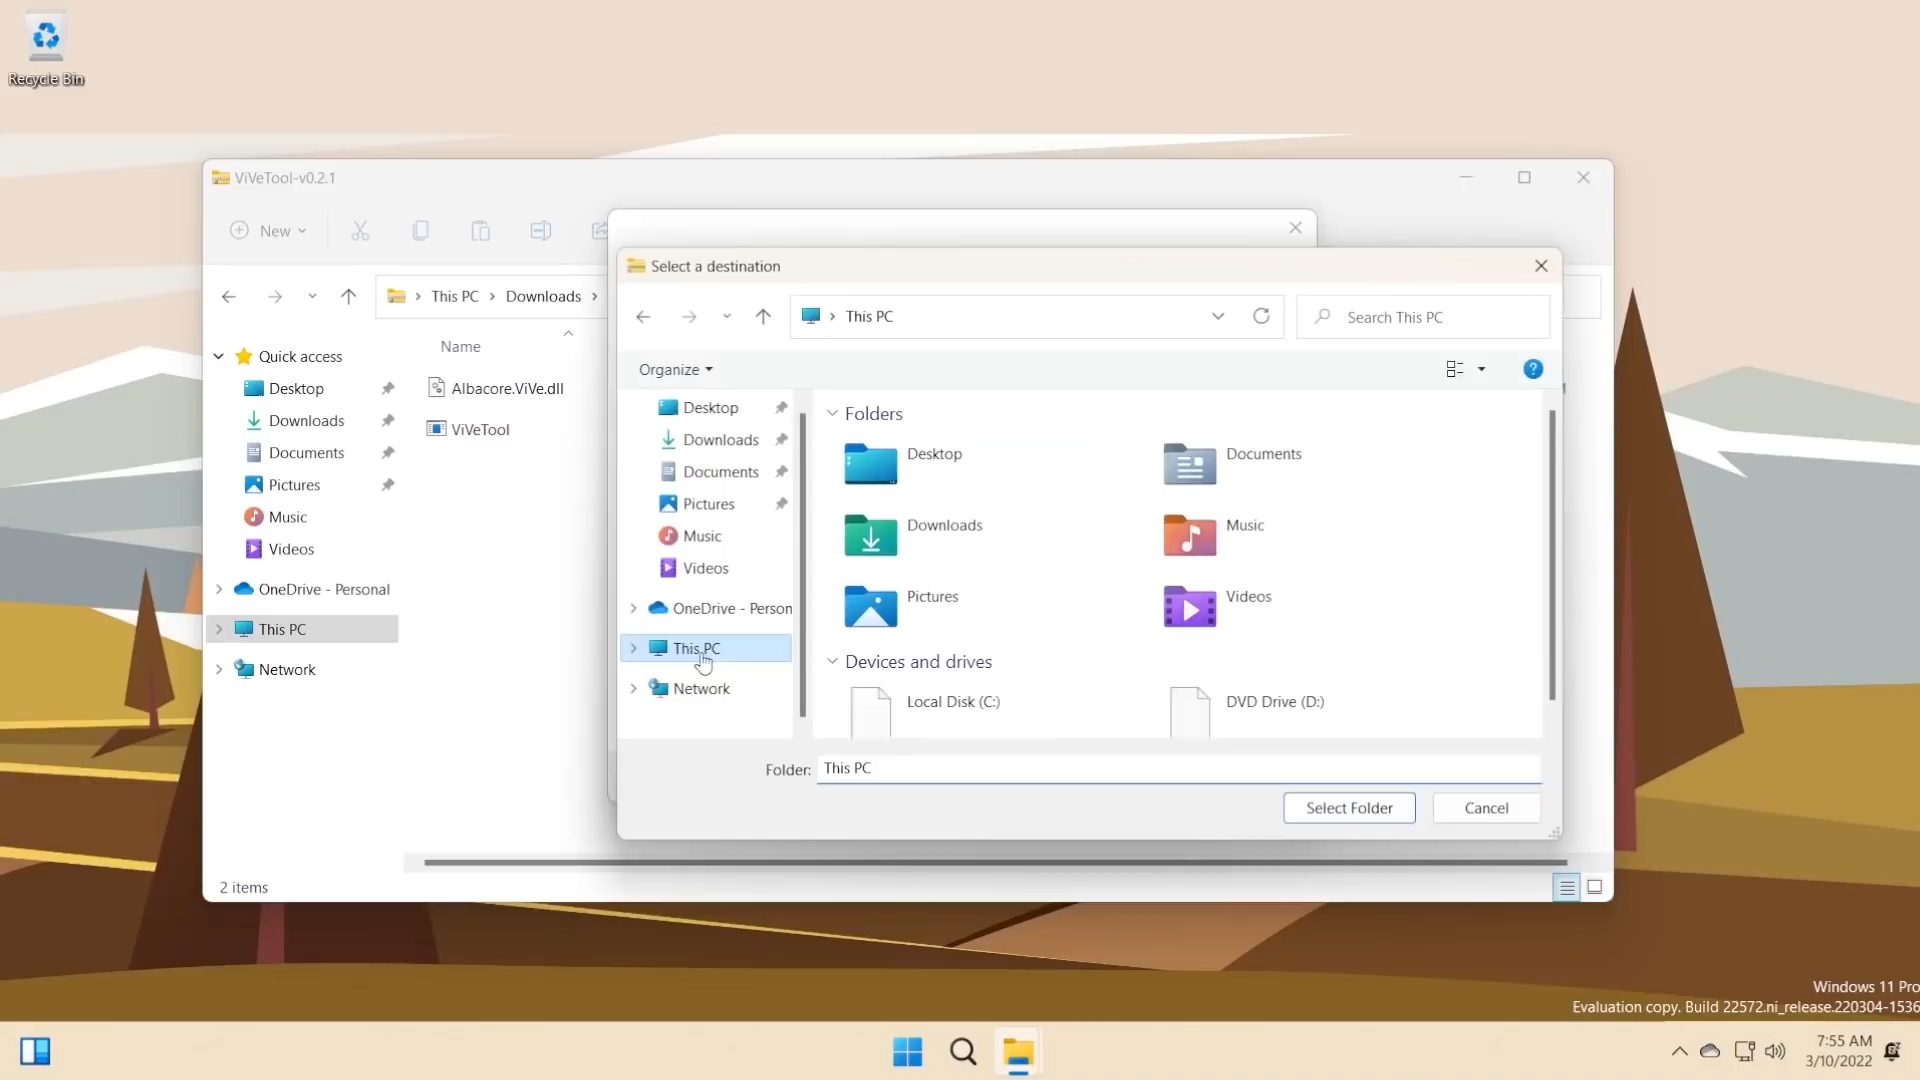 Recycle Bin
ViVeTool-v0.2.1
New
This PC
Downloads
Name
Quick access
Desktop
Downloads
Documents
Pictures
Music
Videos
OneDrive - Personal
This PC
Network
Albacore.ViVe.dll
ViVeTool
2 items
Select a destination
This PC
Search This PC
Organize
?
Desktop
Downloads
Documents
Pictures
Music
Videos
OneDrive - Person
This PC
Network
Folders
Desktop
Documents
Downloads
Music
Pictures
Videos
Devices and drives
Local Disk (C:)
DVD Drive (D:)
Folder:
This PC
Select Folder
Cancel
Windows 11 Pro
Evaluation copy. Build 22572.ni_release.220304-1536
7:55 AM
3/10/2022